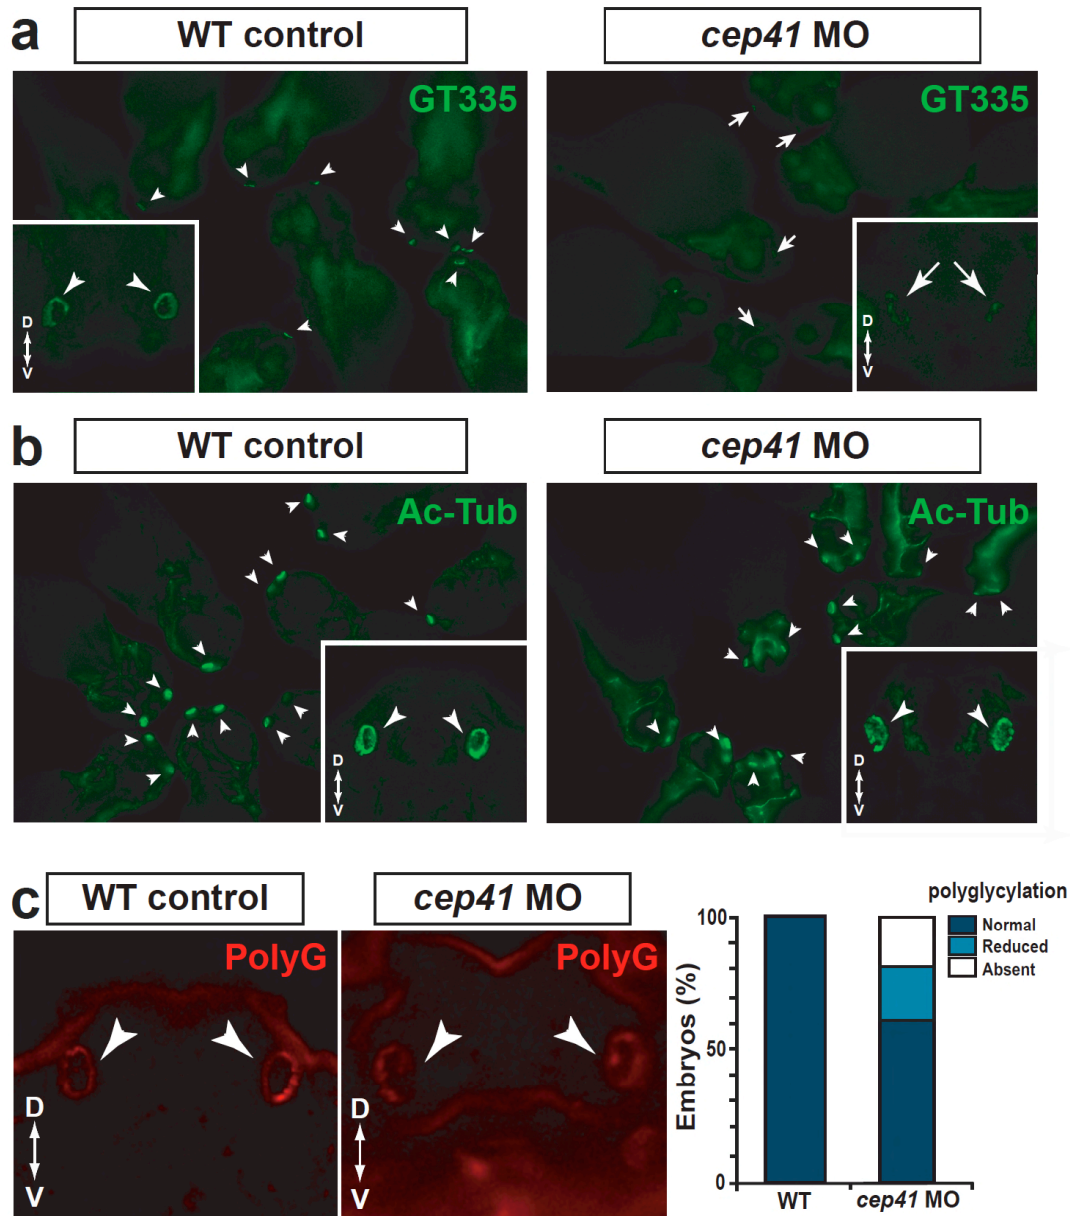 a
WT control
cep41 MO
GT335
GT335
D
V
D
V
b
WT control
cep41 MO
Ac-Tub
Ac-Tub
D
V
D
V
c
WT control
cep41 MO
PolyG
PolyG
D
V
D
V
polyglycylation
Normal
Reduced
Absent
Embryos (%)
100
50
0
WT
cep41 MO